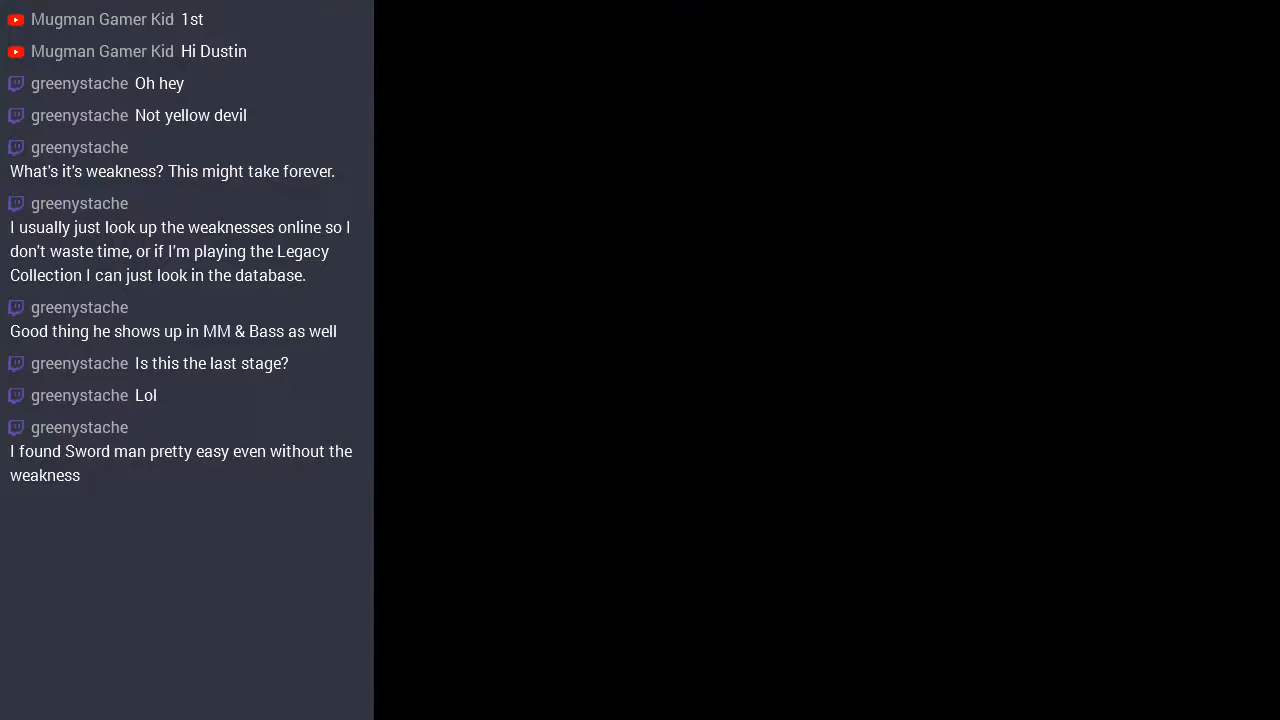 Mugman Gamer Kid 1st
Mugman Gamer Kid Hi Dustin
greenystache Oh hey
greenystache Not yellow devil
greenystache
What's it's weakness? This might take forever.
greenystache
I usually just look up the weaknesses online so I
don't waste time, or if I'm playing the Legacy
Collection I can just look in the database.
greenystache
Good thing he shows up in MM & Bass as well
greenystache Is this the last stage?
greenystache Lol
greenystache
I found Sword man pretty easy even without the
weakness